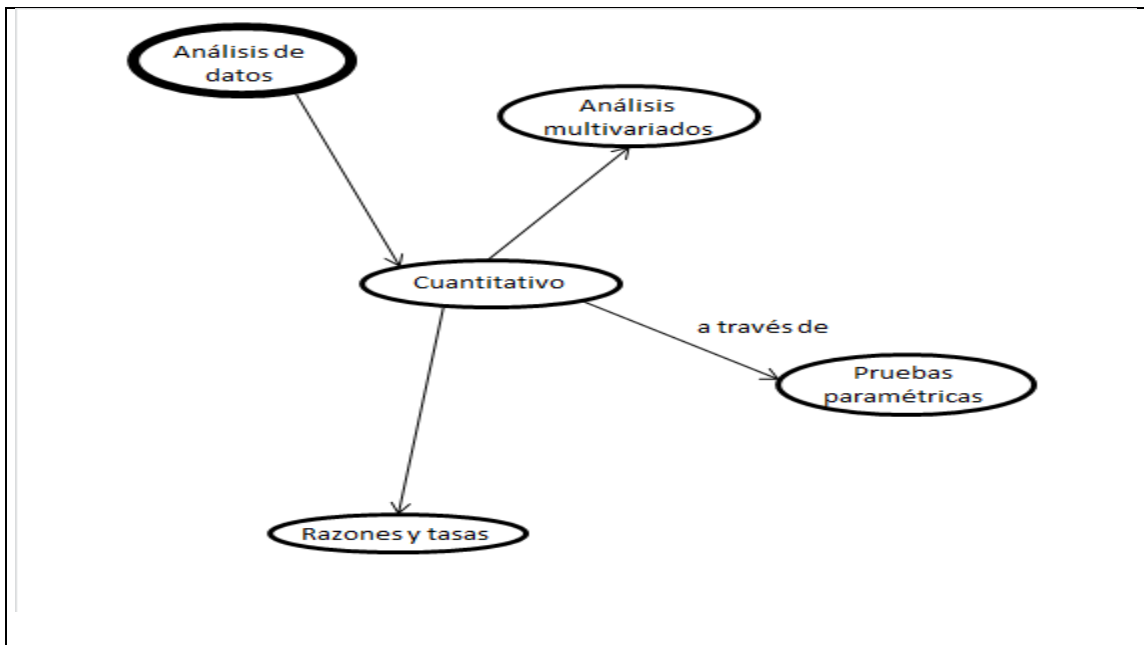 Análisis de
datos
Análisis
multivariados
Cuantitativo
a través de
Pruebas
paramétricas
Razones y tasas